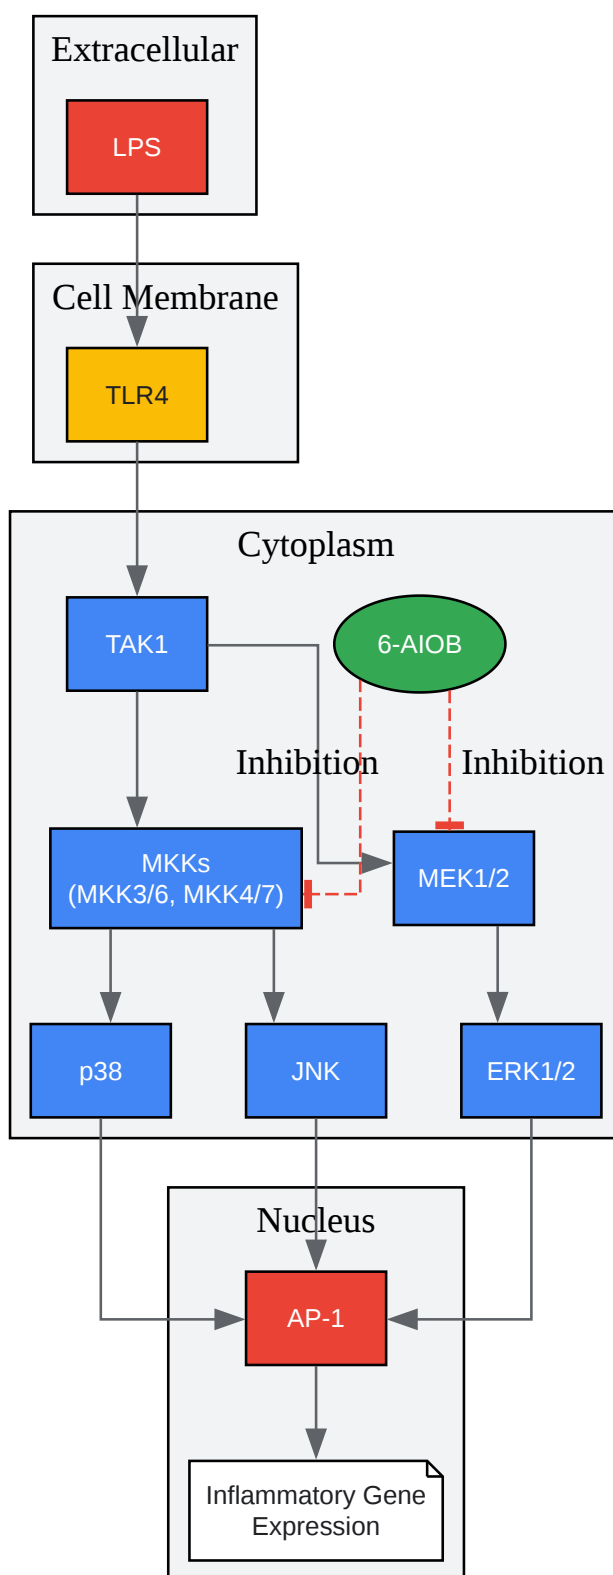 Extracellular
LPS
Cell Membrane
TLR4
Cytoplasm
TAK1
6-AIOB
Inhibition
Inhibition
MKKs
(MKK3/6, MKK4/7)
MEK1/2
p38
JNK
ERK1/2
Nucleus
AP-1
Inflammatory Gene
Expression